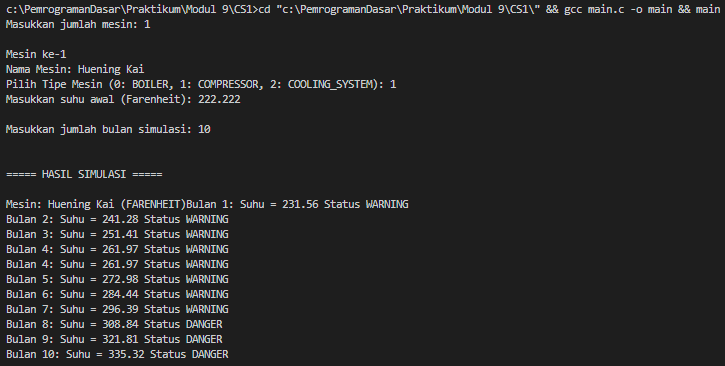 c:\PemrogramanDasar\Praktikum\Modul 9\CS1>cd "c:\PemrogramanDasar\Praktikum\Modul 9\CS1\" && gcc main.c -o main && main
Masukkan jumlah mesin: 1
Mesin ke-1
Nama Mesin: Huening Kai
Pilih Tipe Mesin (0: BOILER, 1: COMPRESSOR, 2: COOLING_SYSTEM): 1
Masukkan suhu awal (Farenheit): 222.222
Masukkan jumlah bulan simulasi: 10
===== HASIL SIMULASI =====
Mesin: Huening Kai (FARENHEIT)Bulan 1: Suhu = 231.56 Status WARNING
Bulan 2: Suhu = 241.28 Status WARNING
Bulan 3: Suhu = 251.41 Status WARNING
Bulan 4: Suhu = 261.97 Status WARNING
Bulan 4: Suhu = 261.97 Status WARNING
Bulan 5: Suhu = 272.98 Status WARNING
Bulan 6: Suhu = 284.44 Status WARNING
Bulan 7: Suhu = 296.39 Status WARNING
Bulan 8: Suhu = 308.84 Status DANGER
Bulan 9: Suhu = 321.81 Status DANGER
Bulan 10: Suhu = 335.32 Status DANGER